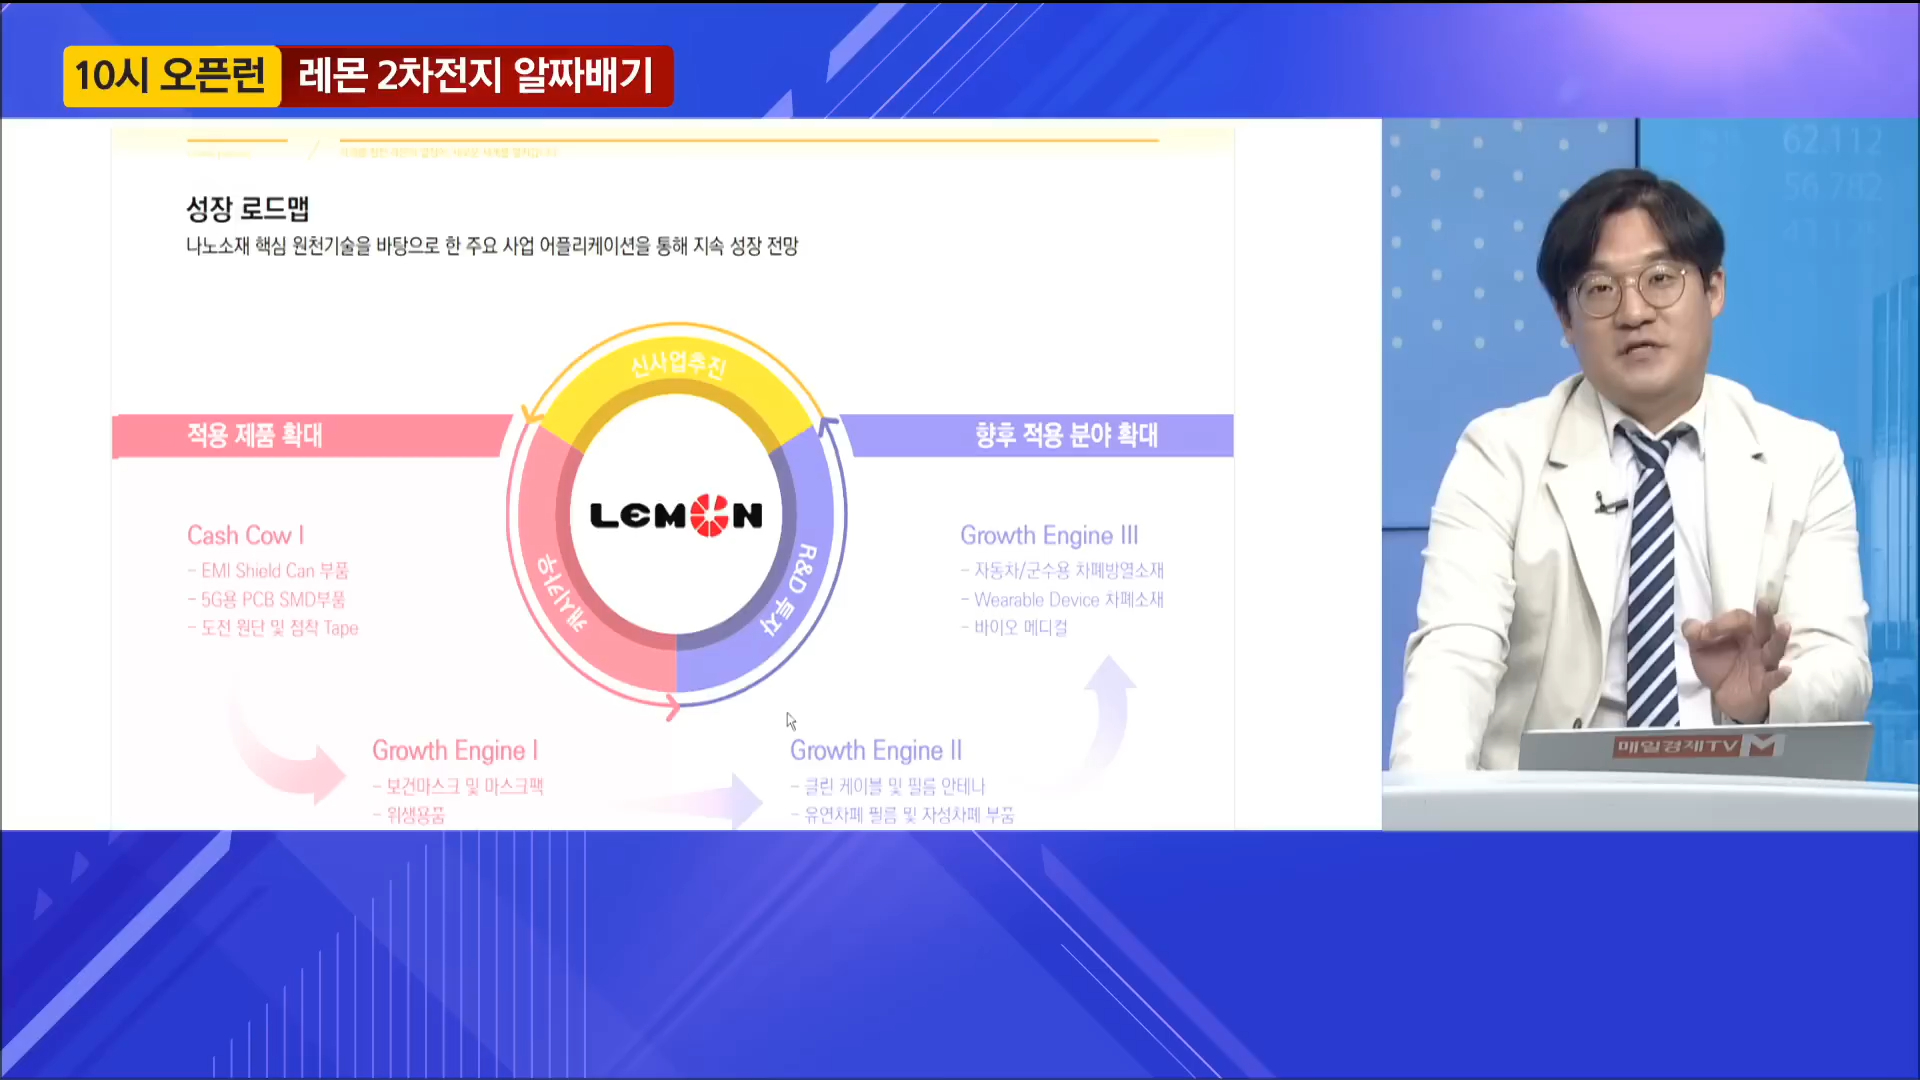 10시 오픈런 레몬 2차전지 알짜배기
성장 로드맵
나노소재 핵심 원천기술을 바탕으로 한 주요 사업 어플리케이션을 통해 지속 성장 전망
신사업추진
적용 제품 확대
향후 적용 분야 확대
LEMON
캐시카우
R&D 투자
Cash Cow I
- EMI Shield Can 부품
- 5G용 PCB SMD부품
- 도전 원단 및 점착 Tape
Growth Engine III
- 자동차/군수용 차폐방열소재
- Wearable Device 차폐소재
- 바이오 메디컬
Growth Engine I
- 보건마스크 및 마스크팩
- 위생용품
Growth Engine II
- 클린 케이블 및 필름 안테나
- 유연차폐 필름 및 자성차폐 부품
62.112
56.782
매일경제TV M